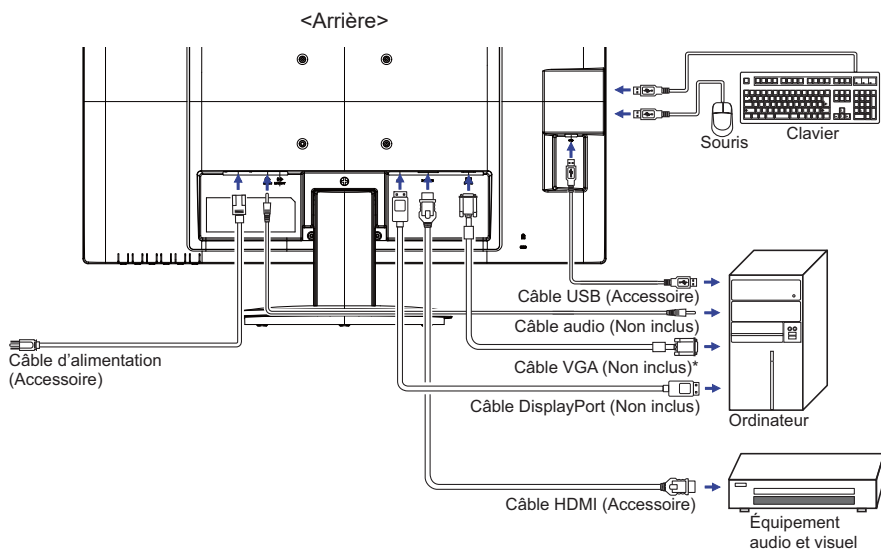 <Arrière>
Souris
Clavier
Câble USB (Accessoire)
Câble audio (Non inclus)
Câble d’alimentation
(Accessoire)
Câble VGA (Non inclus)*
Câble DisplayPort (Non inclus)
Ordinateur
Câble HDMI (Accessoire)
Équipement
audio et visuel